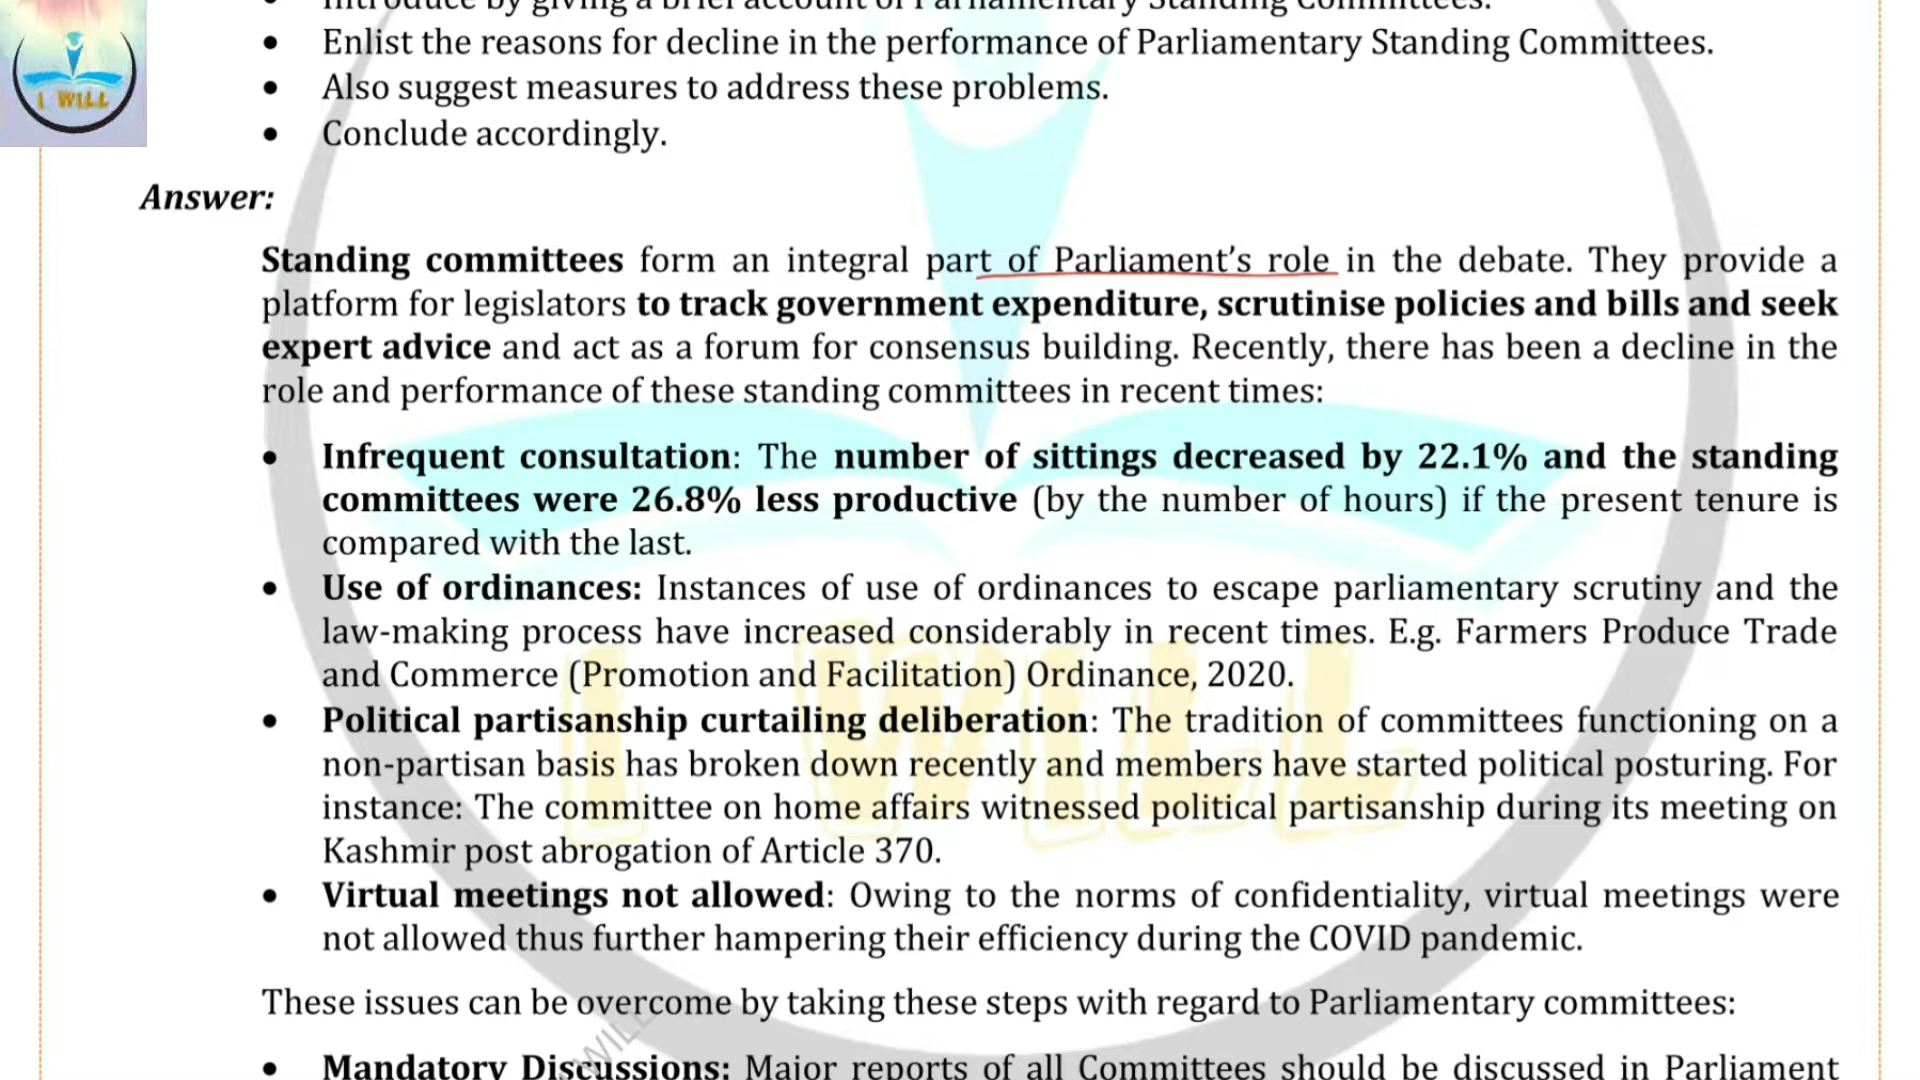 Introduce by giving a brief account of Parliamentary Standing Committees.
• Enlist the reasons for decline in the performance of Parliamentary Standing Committees.
• Also suggest measures to address these problems.
• Conclude accordingly.
I WILL
Answer:
Standing committees form an integral part of Parliament’s role in the debate. They provide a
platform for legislators to track government expenditure, scrutinise policies and bills and seek
expert advice and act as a forum for consensus building. Recently, there has been a decline in the
role and performance of these standing committees in recent times:
• Infrequent consultation: The number of sittings decreased by 22.1% and the standing
committees were 26.8% less productive (by the number of hours) if the present tenure is
compared with the last.
• Use of ordinances: Instances of use of ordinances to escape parliamentary scrutiny and the
law-making process have increased considerably in recent times. E.g. Farmers Produce Trade
and Commerce (Promotion and Facilitation) Ordinance, 2020.
• Political partisanship curtailing deliberation: The tradition of committees functioning on a
non-partisan basis has broken down recently and members have started political posturing. For
instance: The committee on home affairs witnessed political partisanship during its meeting on
Kashmir post abrogation of Article 370.
• Virtual meetings not allowed: Owing to the norms of confidentiality, virtual meetings were
not allowed thus further hampering their efficiency during the COVID pandemic.
These issues can be overcome by taking these steps with regard to Parliamentary committees:
• Mandatory Discussions: Major reports of all Committees should be discussed in Parliament
I WILL
WILL